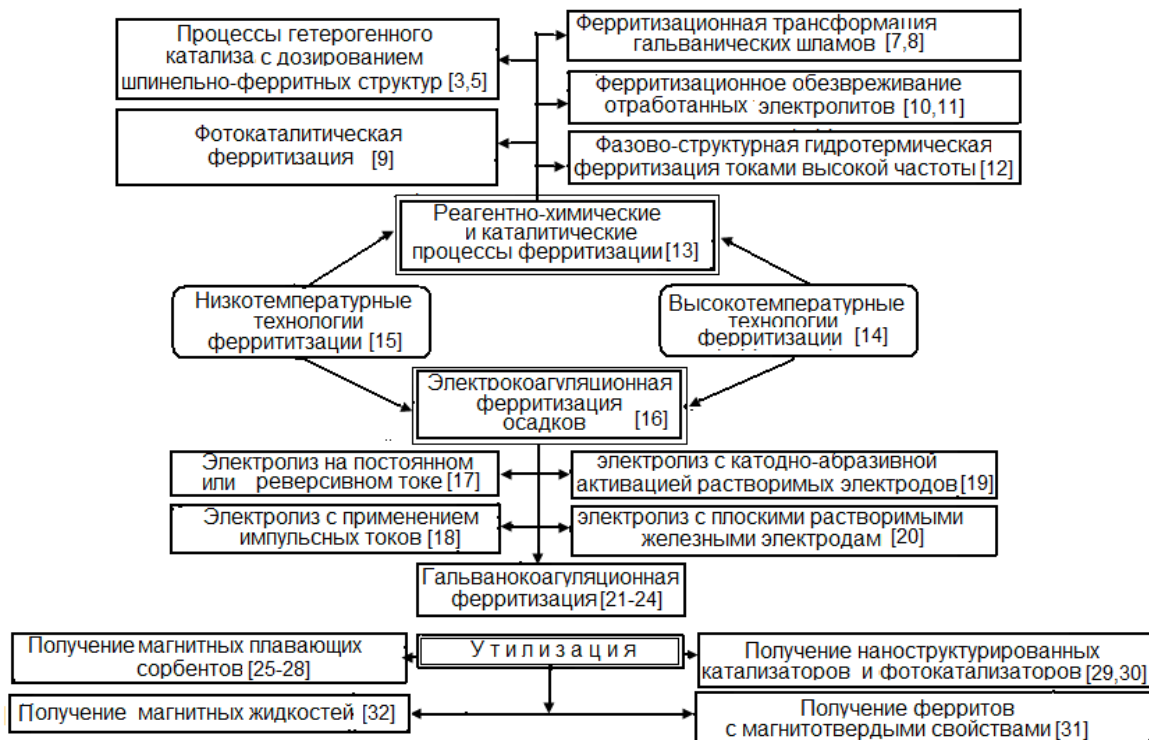 Процессы гетерогенного
катализа с дозированием
шпинельно-ферритных структур [3,5]
Ферритизационная трансформация
гальванических шламов [7,8]
Фотокаталитическая
ферритизация [9]
Ферритизационное обезвреживание
отработанных электролитов [10,11]
Фазово-структурная гидротермическая
ферритизация токами высокой частоты [12]
Реагентно-химические
и каталитические
процессы ферритизации [13]
Низкотемпературные
технологии
феррититзации [15]
Высокотемпературные
технологии
ферритизации [14]
Электрокоагуляционная
ферритизация
осадков [16]
Электролиз на постоянном
или реверсивном токе [17]
электролиз с катодно-абразивной
активацией растворимых электродов [19]
Электролиз с применением
импульсных токов [18]
электролиз с плоскими растворимыми
железными электродам [20]
Гальванокоагуляционная
ферритизация [21-24]
Получение магнитных плавающих
сорбентов [25-28]
Утилизация
Получение наноструктурированных
катализаторов и фотокатализаторов [29,30]
Получение магнитных жидкостей [32]
Получение ферритов
с магнитотвердыми свойствами [31]